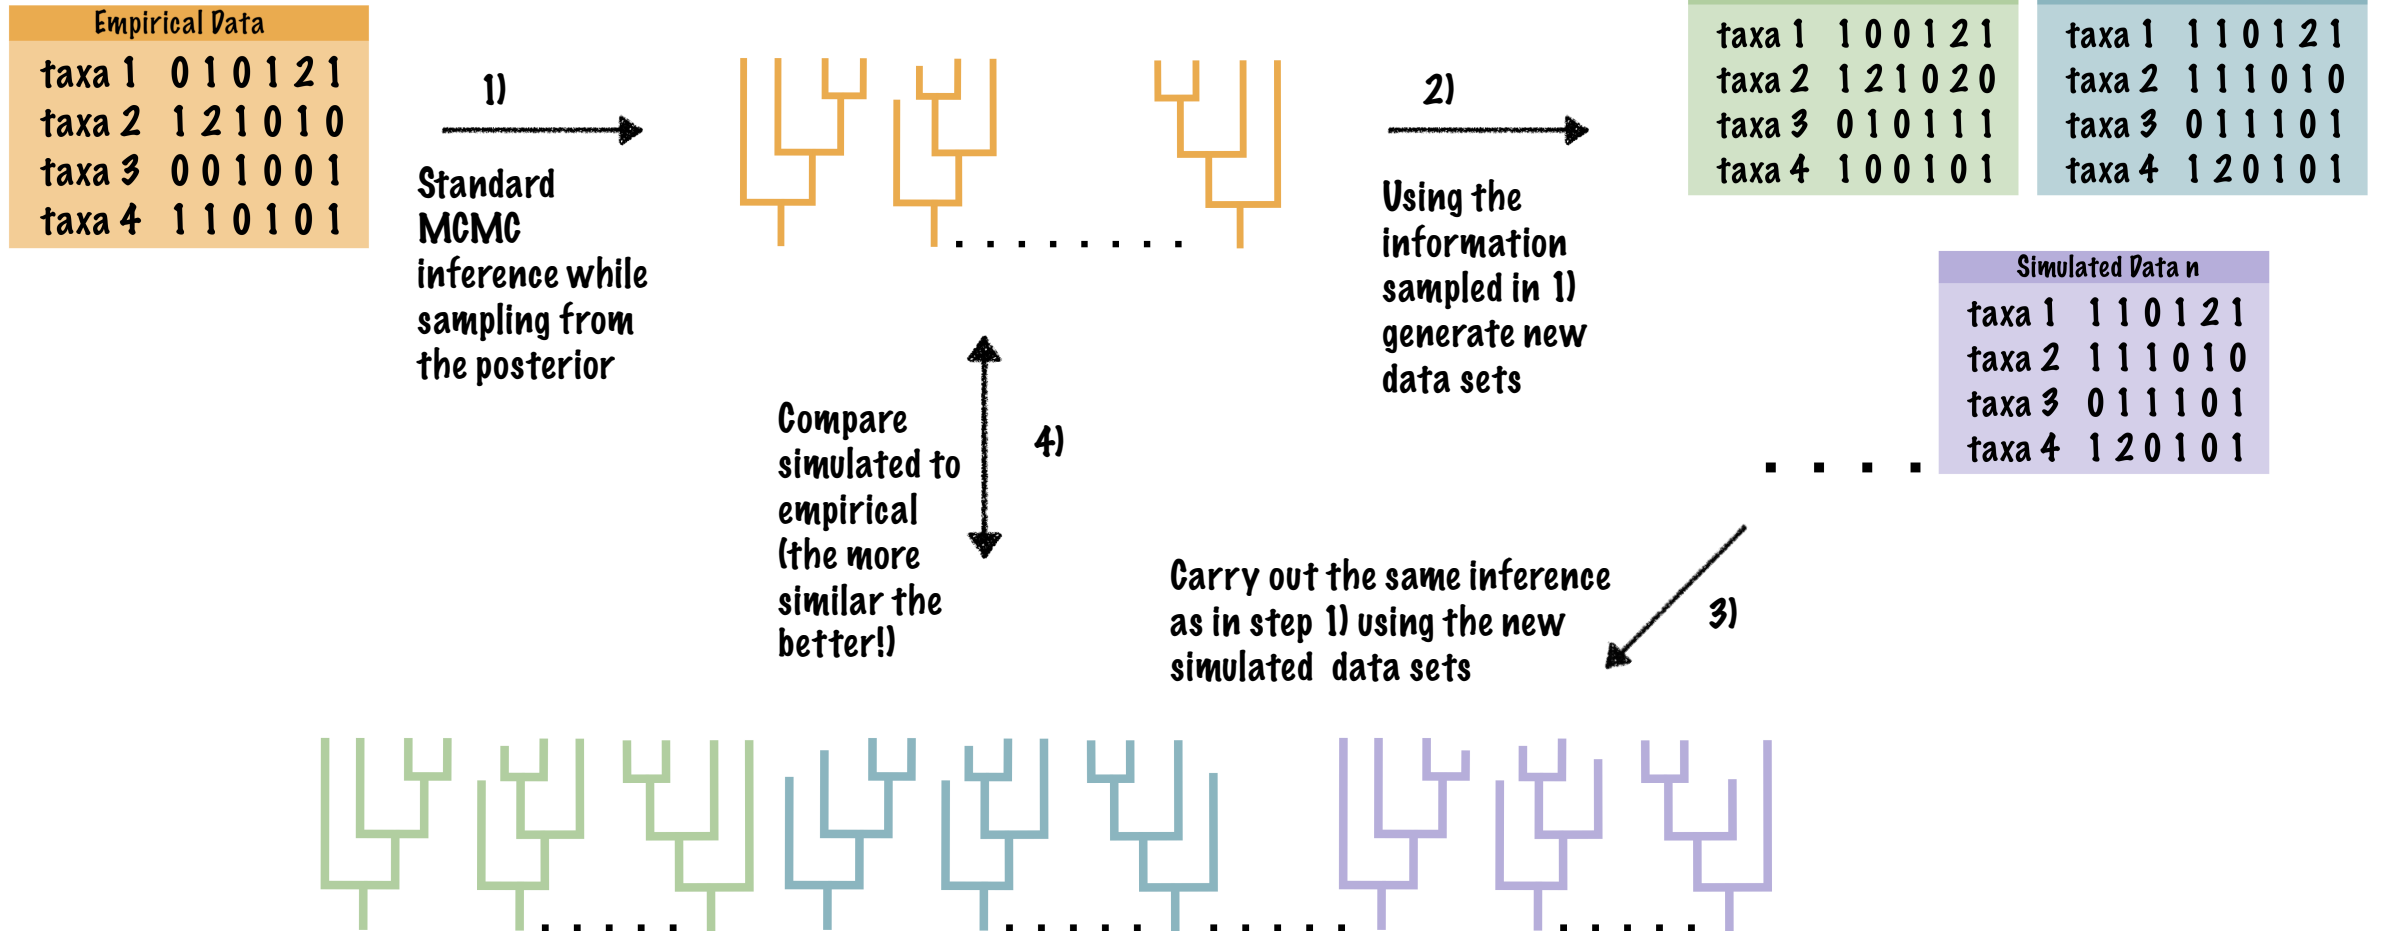 Empirical Data
taxa 1 0 1 0 1 2 1
taxa 2 1 2 1 0 1 0
taxa 3 0 0 1 0 0 1
taxa 4 1 1 0 1 0 1
1)
Standard
MCMC
inference while
sampling from
the posterior
2)
Using the
information
sampled in 1)
generate new
data sets
taxa 1 1 0 0 1 2 1
taxa 2 1 2 1 0 2 0
taxa 3 0 1 0 1 1 1
taxa 4 1 0 0 1 0 1
taxa 1 1 1 0 1 2 1
taxa 2 1 1 1 0 1 0
taxa 3 0 1 1 1 0 1
taxa 4 1 2 0 1 0 1
Simulated Data n
taxa 1 1 1 0 1 2 1
taxa 2 1 1 1 0 1 0
taxa 3 0 1 1 1 0 1
taxa 4 1 2 0 1 0 1
3)
Carry out the same inference
as in step 1) using the new
simulated data sets
4)
Compare
simulated to
empirical
(the more
similar the
better!)